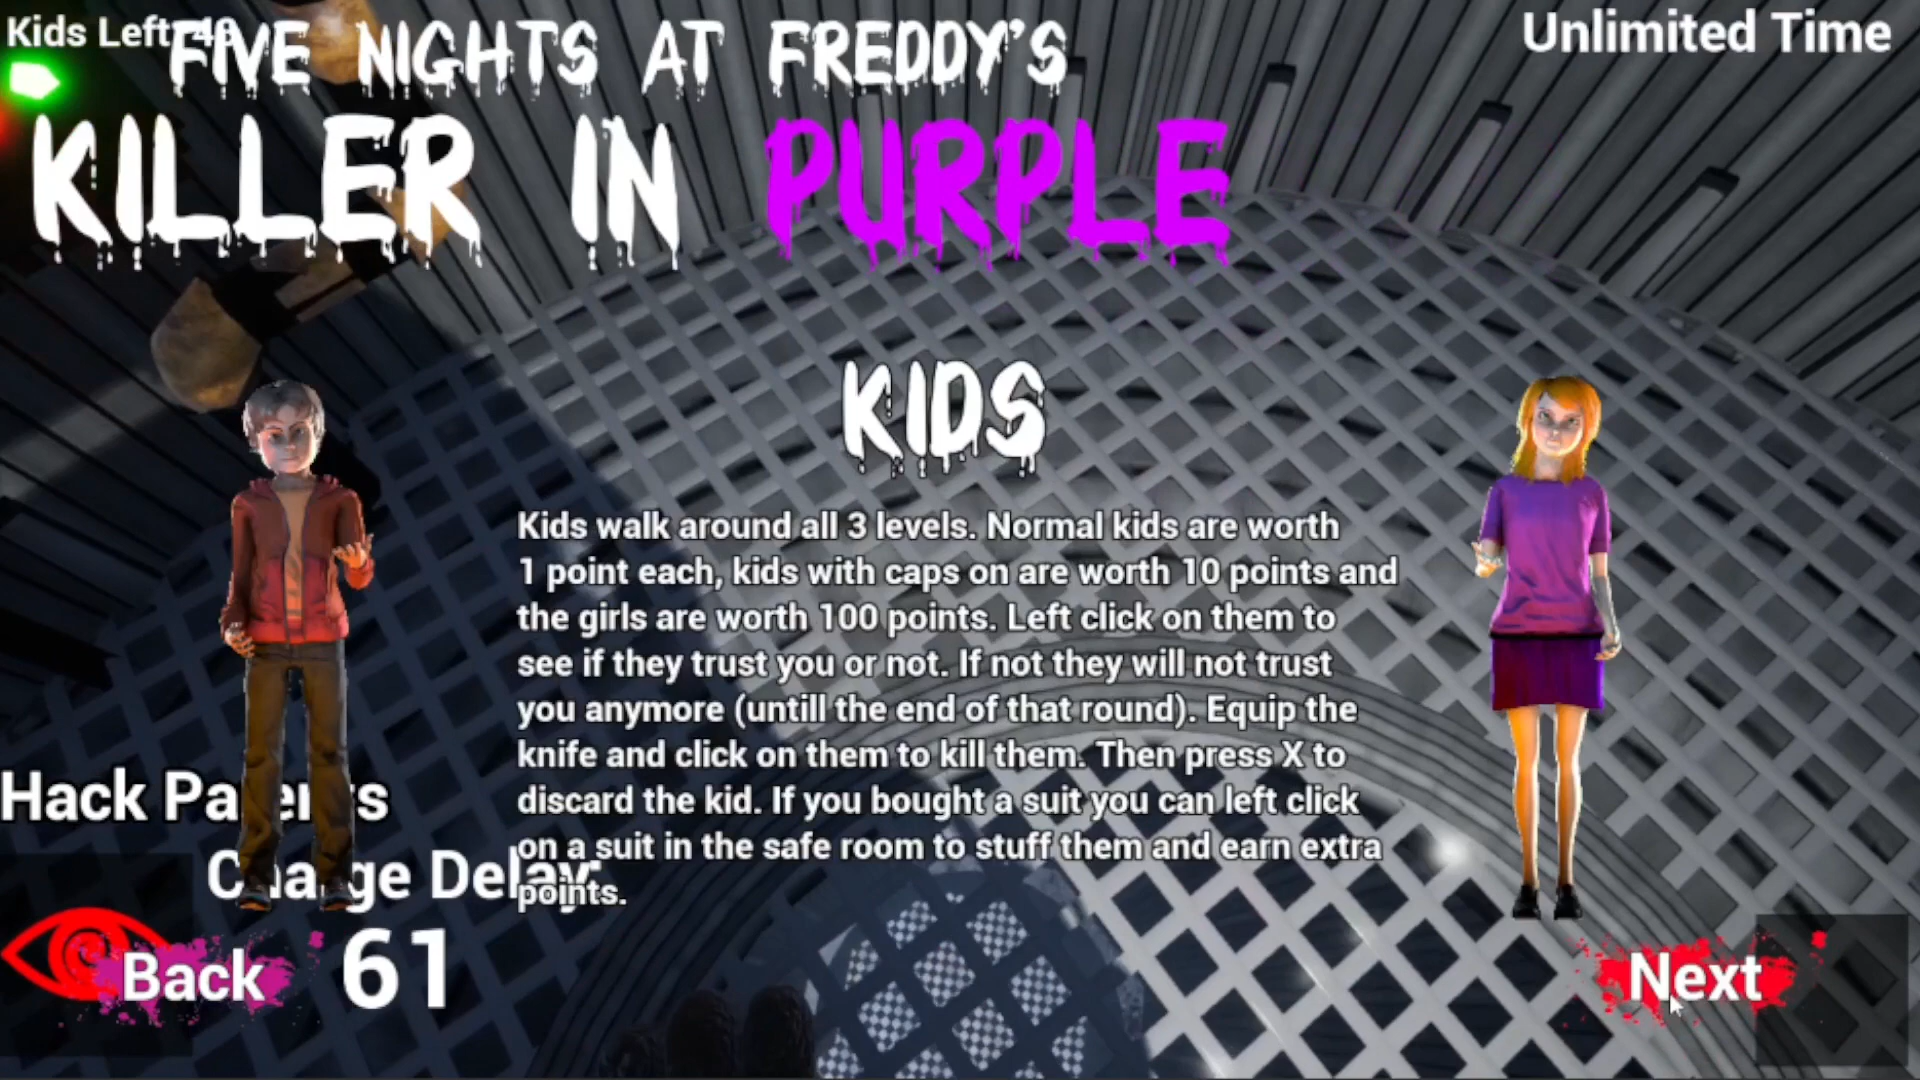 Kids Left: 48
Unlimited Time
FIVE NIGHTS AT FREDDY'S
KILLER IN PURPLE
KIDS
Kids walk around all 3 levels. Normal kids are worth
1 point each, kids with caps on are worth 10 points and
the girls are worth 100 points. Left click on them to
see if they trust you or not. If not they will not trust
you anymore (untill the end of that round). Equip the
knife and click on them to kill them. Then press X to
discard the kid. If you bought a suit you can left click
on a suit in the safe room to stuff them and earn extra
points.
Hack Parents
Charge Delay:
Back
61
Next